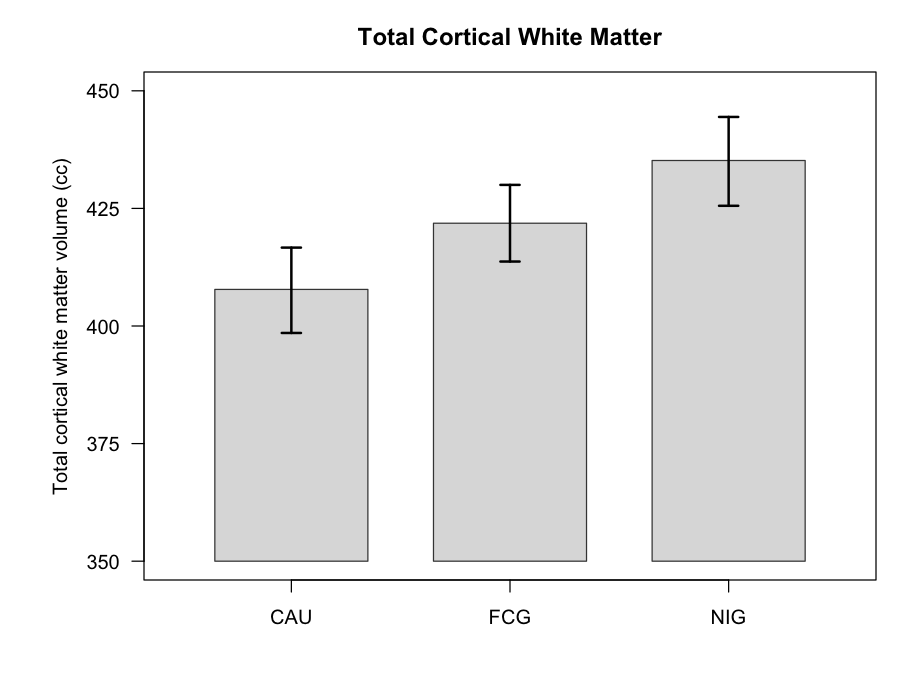 Total Cortical White Matter
Total cortical white matter volume (cc)
450
425
400
375
350
CAU FCG NIG